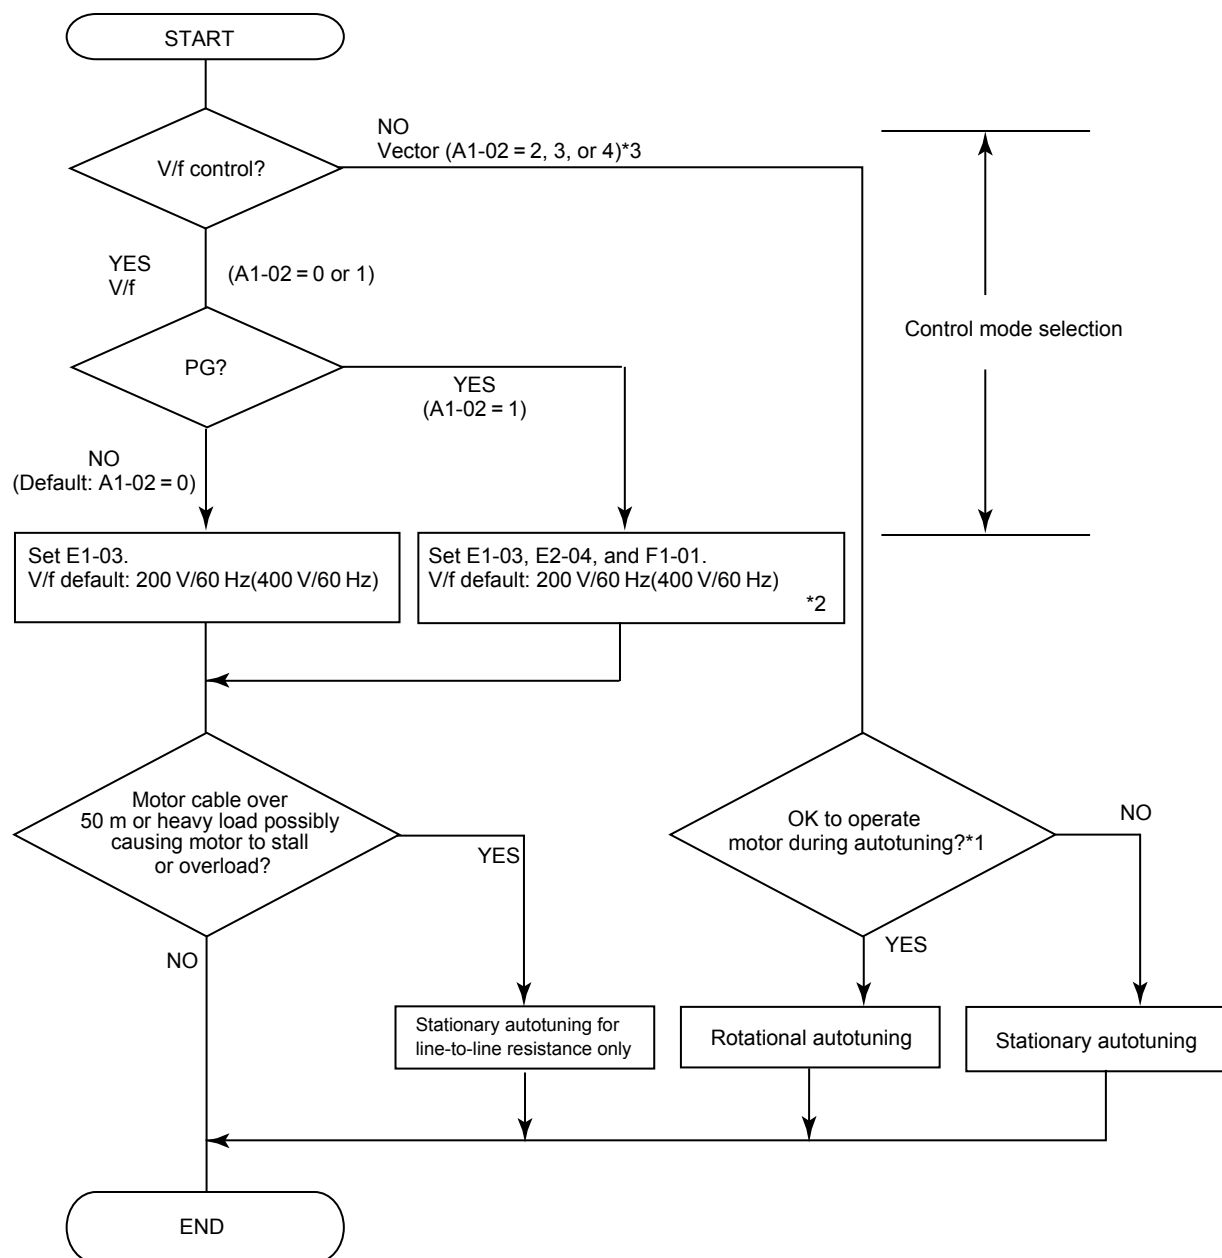 START
NO
Vector (A1-02 = 2, 3, or 4)*3
V/f control?
YES
V/f
(A1-02 = 0 or 1)
Control mode selection
PG?
YES
(A1-02 = 1)
NO
(Default: A1-02 = 0)
Set E1-03.
V/f default: 200 V/60 Hz(400 V/60 Hz)
Set E1-03, E2-04, and F1-01.
V/f default: 200 V/60 Hz(400 V/60 Hz)
*2
Motor cable over
50 m or heavy load possibly
causing motor to stall
or overload?
YES
OK to operate
motor during autotuning?*1
NO
NO
YES
Stationary autotuning for
line-to-line resistance only
Rotational autotuning
Stationary autotuning
END